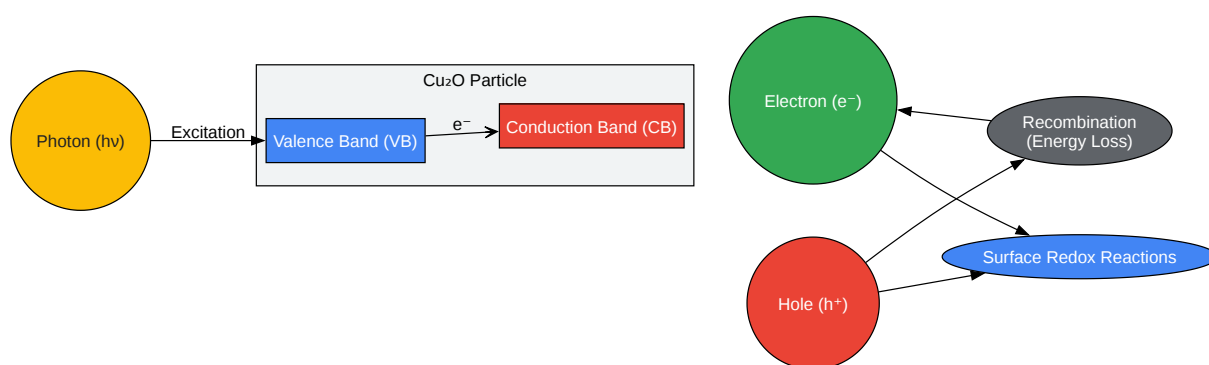 Photon (hν)
Excitation
Cu₂O Particle
Valence Band (VB)
e⁻
Conduction Band (CB)
Electron (e⁻)
Recombination
(Energy Loss)
Hole (h⁺)
Surface Redox Reactions